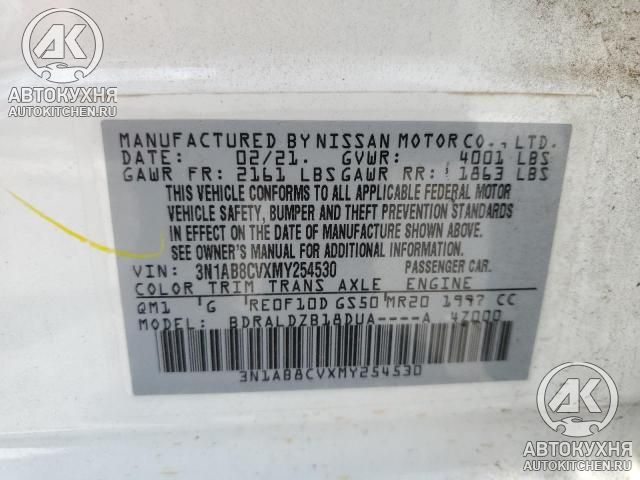 AK
АВТОКУХНЯ
AUTOKITCHEN.RU
MANUFACTURED BY NISSAN MOTOR CO., LTD.
DATE: 02/21. GVWR: 4001 LBS
GAWR FR: 2161 LBS GAWR RR: 1863 LBS
THIS VEHICLE CONFORMS TO ALL APPLICABLE FEDERAL MOTOR
VEHICLE SAFETY, BUMPER AND THEFT PREVENTION STANDARDS
IN EFFECT ON THE DATE OF MANUFACTURE SHOWN ABOVE.
SEE OWNER'S MANUAL FOR ADDITIONAL INFORMATION.
VIN: 3N1AB8CVXMY254530 PASSENGER CAR.
COLOR TRIM TRANS AXLE ENGINE
QM1 G RE0F10D GS50 MR20 1997 CC
MODEL: BDRALDZB18DUA----A 4Z000
3N1AB8CVXMY254530
AK
АВТОКУХНЯ
WWW.AUTOKITCHEN.RU